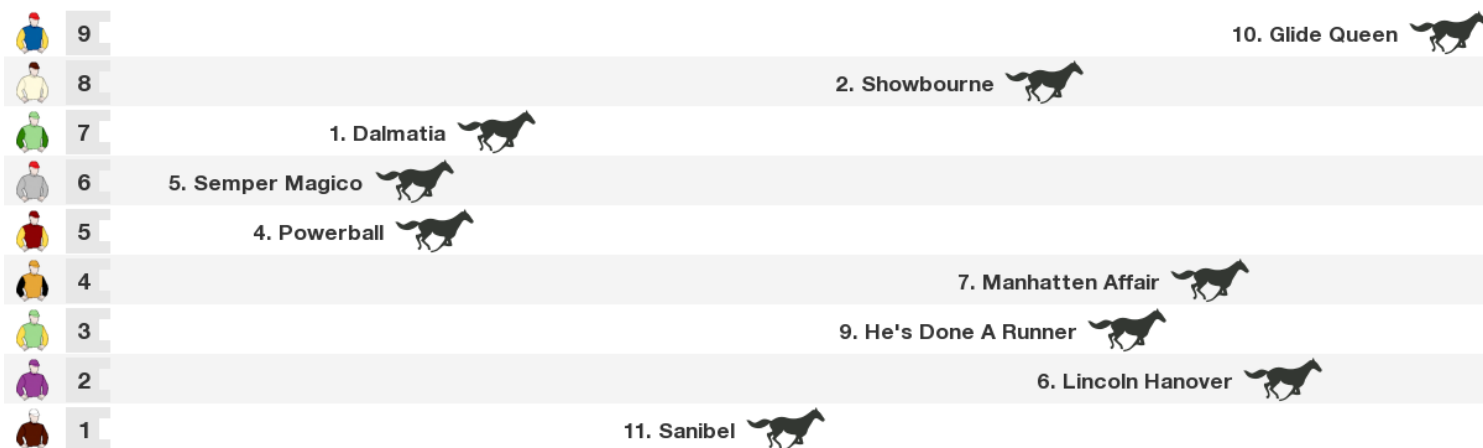 9 10. Glide Queen
8 2. Showbourne
7 1. Dalmatia
6 5. Semper Magico
5 4. Powerball
4 7. Manhatten Affair
3 9. He's Done A Runner
2 6. Lincoln Hanover
1 11. Sanibel